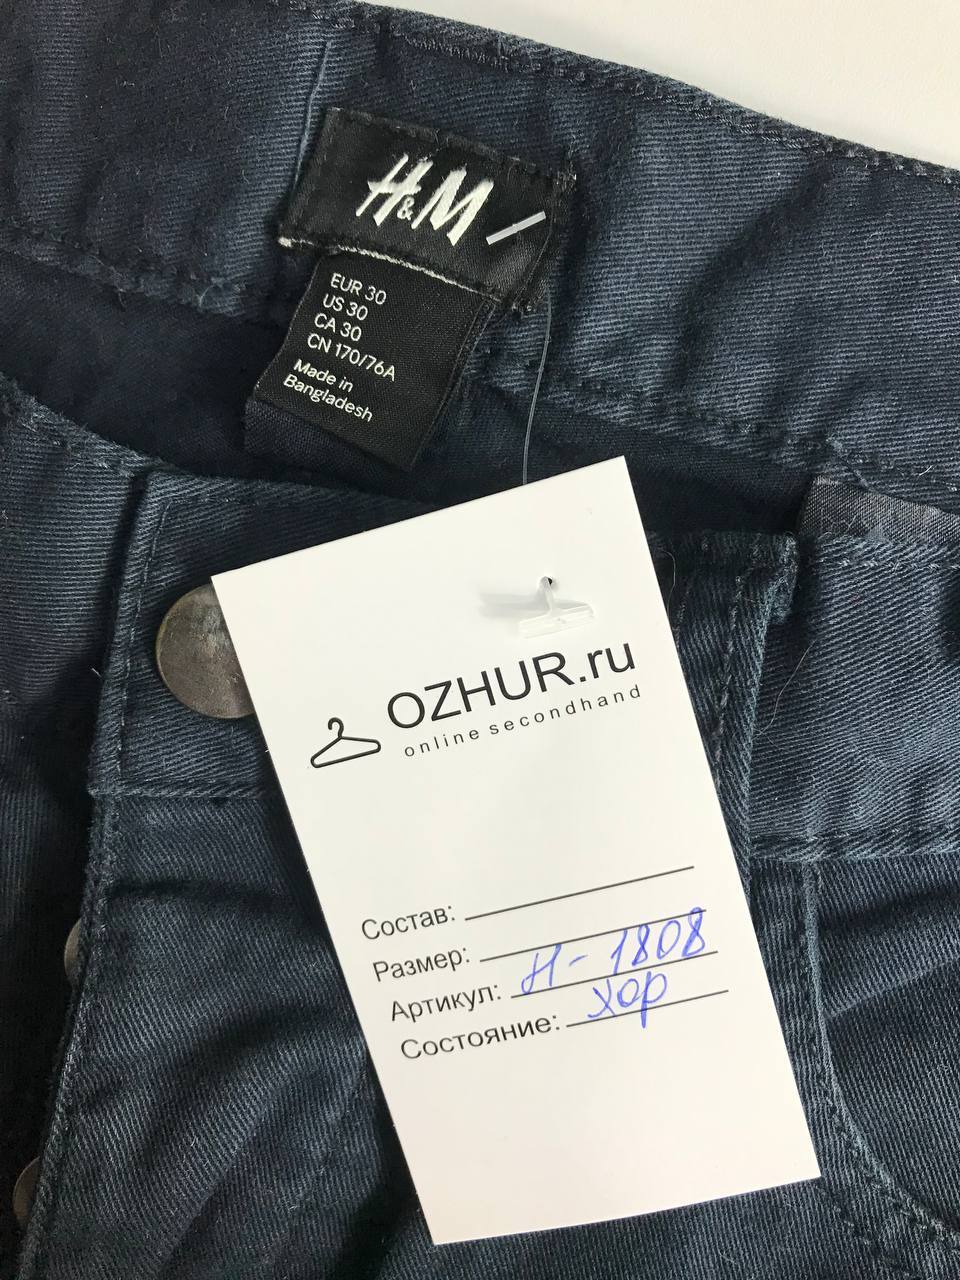 H&M
EUR 30
US 30
CA 30
CN 170/76A
Made in
Bangladesh
OZHUR.ru
online secondhand
Состав:
Размер:
Артикул: Н-1808
Состояние: хор